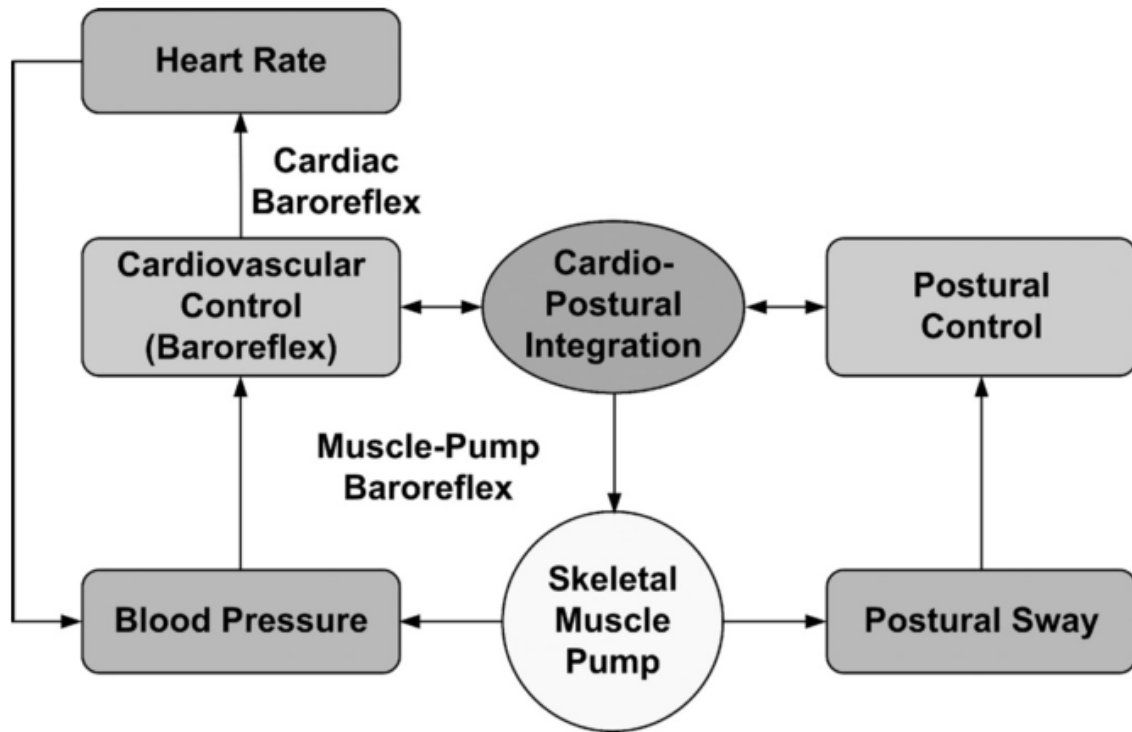 Heart Rate
Cardiac
Baroreflex
Cardiovascular
Control
(Baroreflex)
Cardio-
Postural
Integration
Postural
Control
Muscle-Pump
Baroreflex
Blood Pressure
Skeletal
Muscle
Pump
Postural Sway